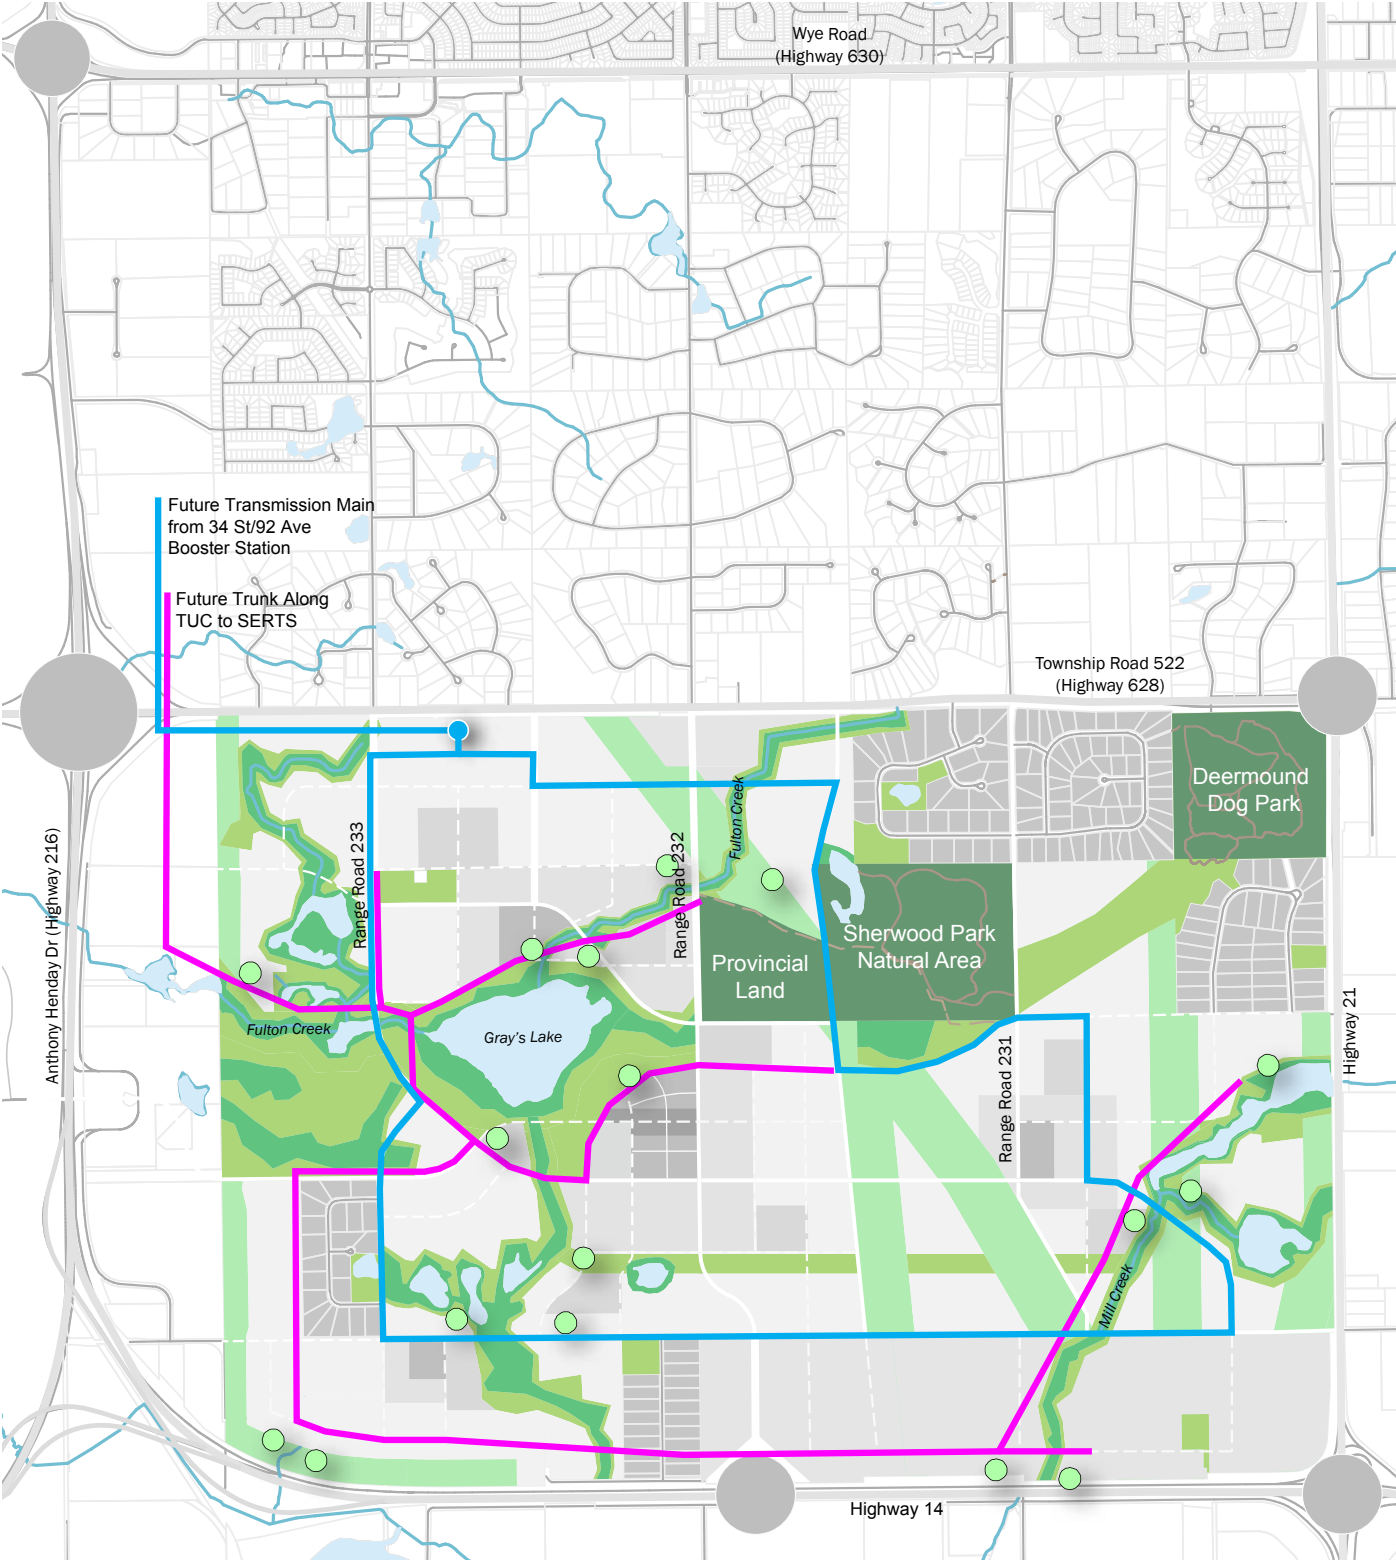 Wye Road
(Highway 630)
Future Transmission Main
from 34 St/92 Ave
Booster Station
Future Trunk Along
TUC to SERTS
Township Road 522
(Highway 628)
Deermound
Dog Park
Fulton Creek
Range Road 233
Range Road 232
Anthony Henday Dr (Highway 216)
Sherwood Park
Natural Area
Provincial
Land
Fulton Creek
Gray's Lake
Range Road 231
Highway 21
Mill Creek
Highway 14